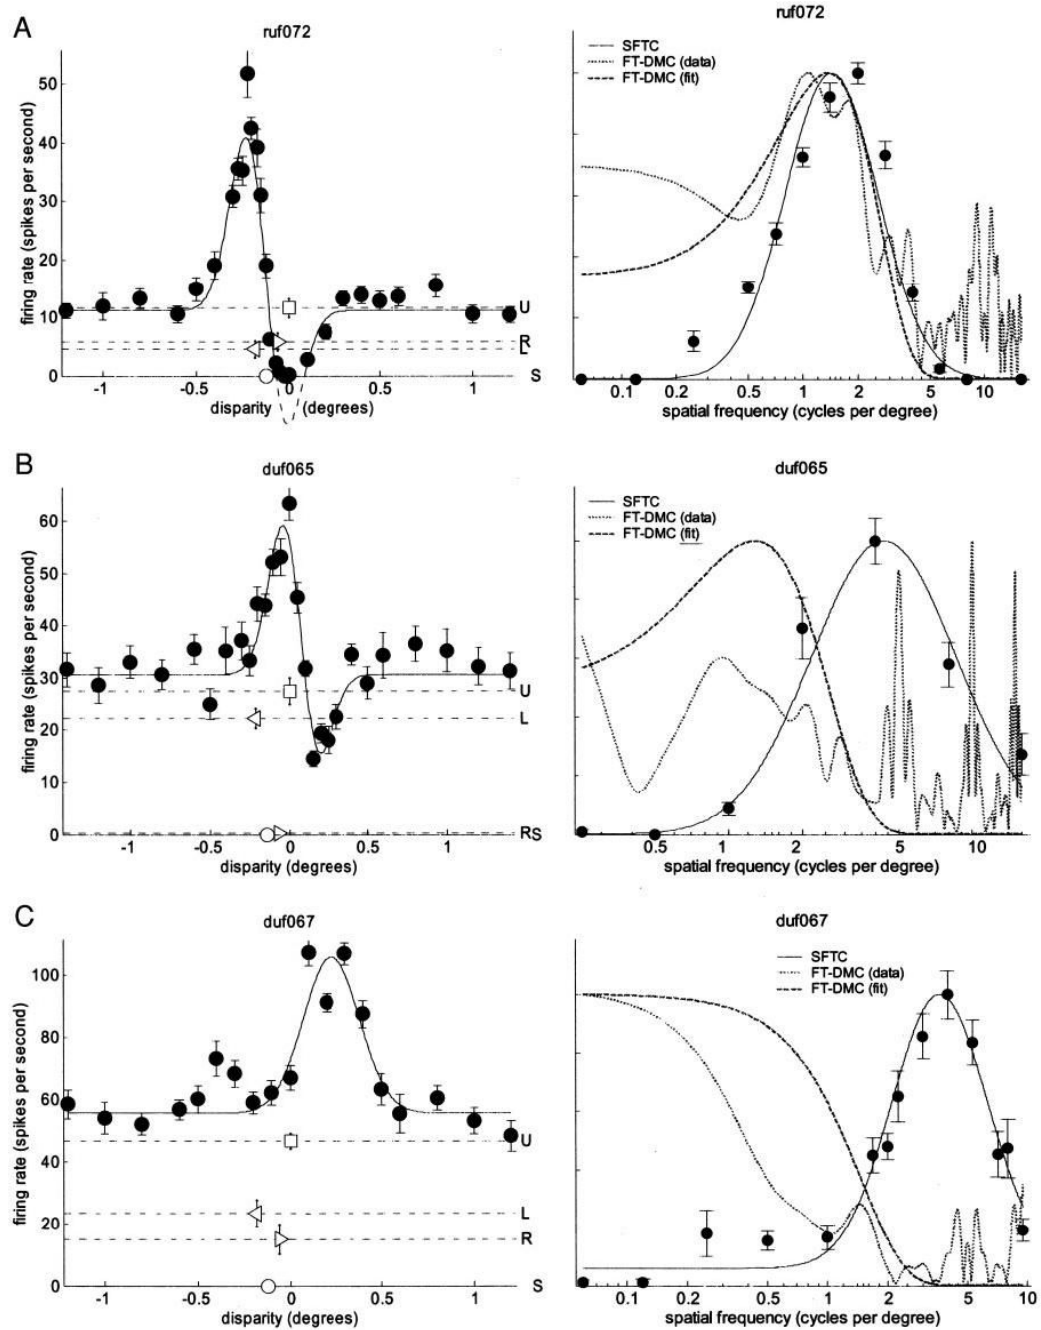 A
ruf072
ruf072
firing rate (spikes per second)
50
40
30
20
10
0
U
R
L
S
-1
-0.5
0
0.5
1
disparity (degrees)
SFTC
FT-DMC (data)
FT-DMC (fit)
0.1
0.2
0.5
1
2
5
10
spatial frequency (cycles per degree)
B
duf065
duf065
firing rate (spikes per second)
60
50
40
30
20
10
0
U
L
RS
-1
-0.5
0
0.5
1
disparity (degrees)
SFTC
FT-DMC (data)
FT-DMC (fit)
0.5
1
2
5
10
spatial frequency (cycles per degree)
C
duf067
duf067
firing rate (spikes per second)
100
80
60
40
20
0
U
L
R
S
-1
-0.5
0
0.5
1
disparity (degrees)
SFTC
FT-DMC (data)
FT-DMC (fit)
0.1
0.2
0.5
1
2
5
10
spatial frequency (cycles per degree)